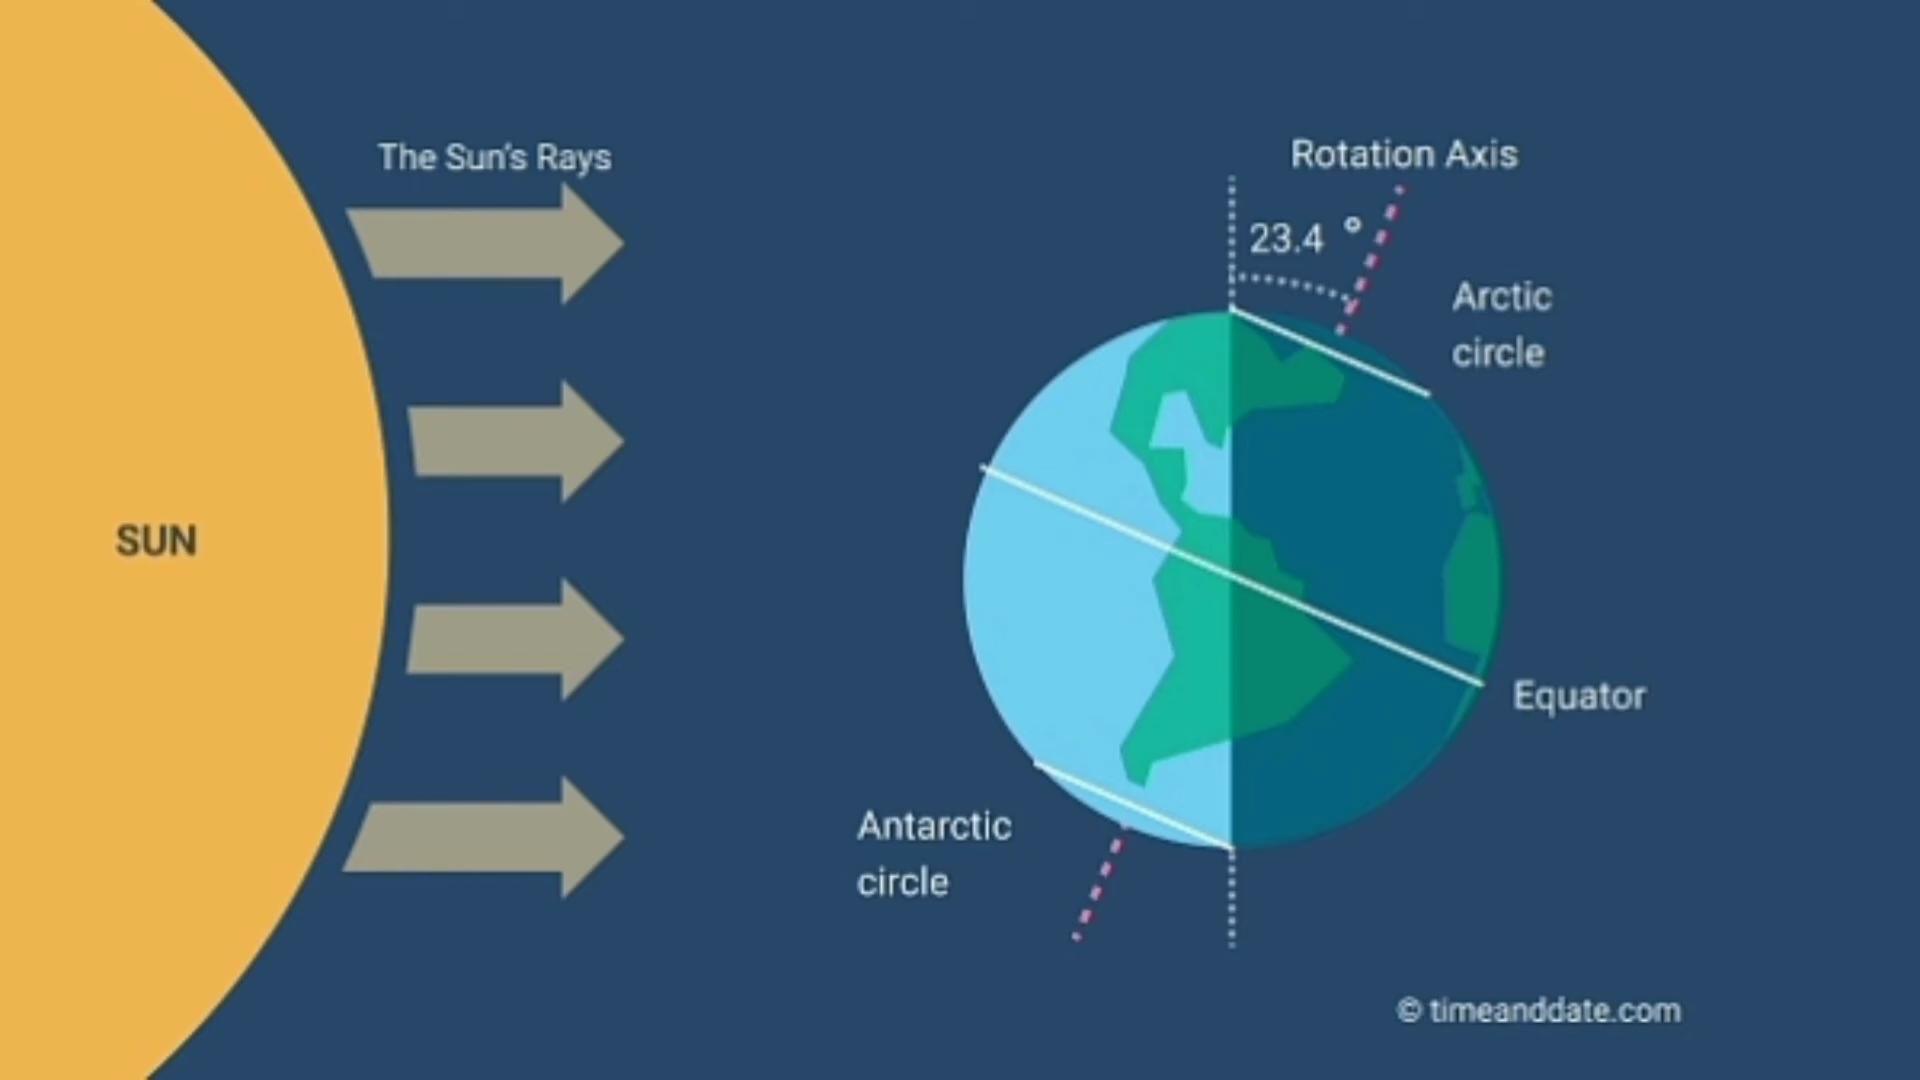 The Sun's Rays
Rotation Axis
23.4 °
Arctic
circle
SUN
Equator
Antarctic
circle
© timeanddate.com